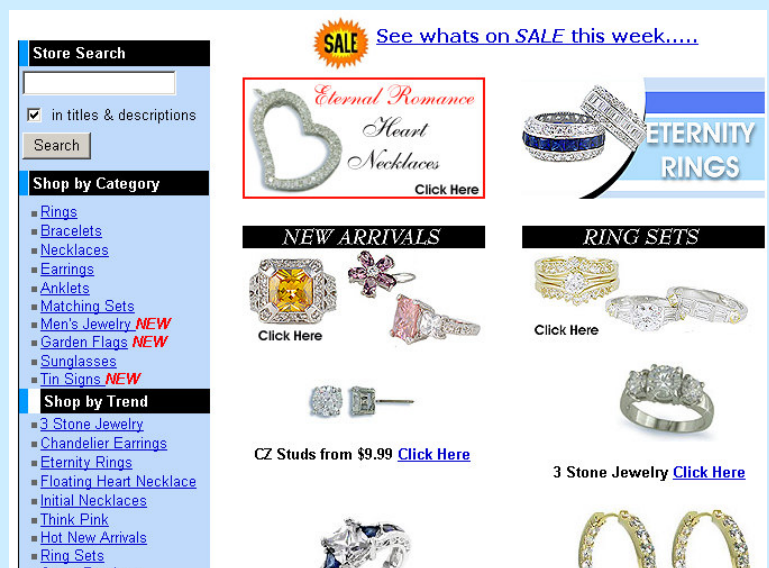 SALE See whats on SALE this week.....
Store Search
in titles & descriptions
Search
Shop by Category
Rings
Bracelets
Necklaces
Earrings
Anklets
Matching Sets
Men's Jewelry NEW
Garden Flags NEW
Sunglasses
Tin Signs NEW
Shop by Trend
3 Stone Jewelry
Chandelier Earrings
Eternity Rings
Floating Heart Necklace
Initial Necklaces
Think Pink
Hot New Arrivals
Ring Sets
Eternal Romance
Heart
Necklaces
Click Here
ETERNITY
RINGS
NEW ARRIVALS
Click Here
CZ Studs from $9.99 Click Here
RING SETS
Click Here
3 Stone Jewelry Click Here